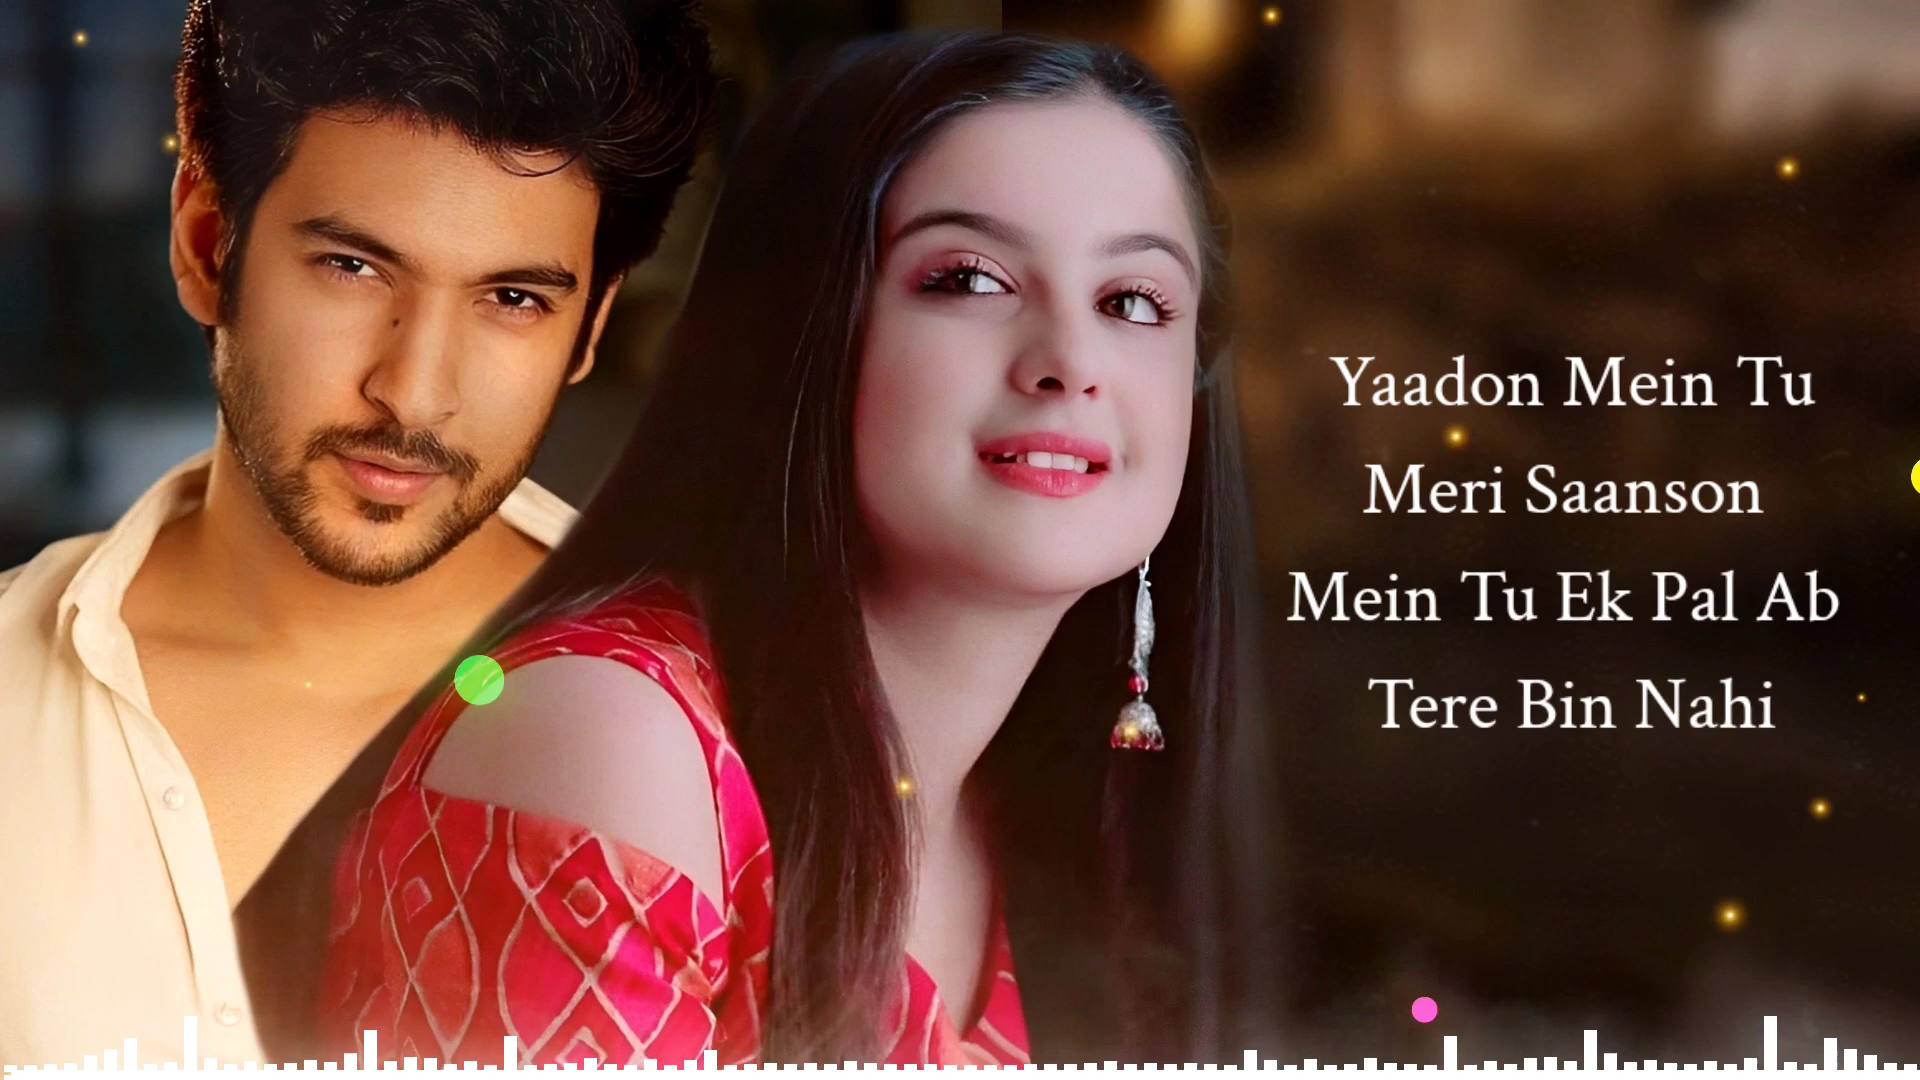 Yaadon Mein Tu
Meri Saanson
Mein Tu Ek Pal Ab
Tere Bin Nahi